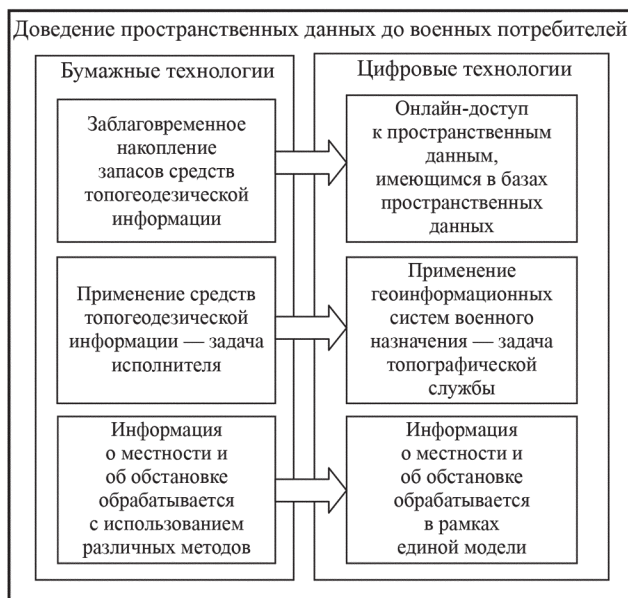 Доведение пространственных данных до военных потребителей
Бумажные технологии
Заблаговременное
накопление
запасов средств
топогеодезической
информации
Применение средств
топогеодезической
информации — задача
исполнителя
Информация
о местности и
об обстановке
обрабатывается
с использованием
различных методов
Цифровые технологии
Онлайн-доступ
к пространственным
данным,
имеющимся в базах
пространственных
данных
Применение
геоинформационных
систем военного
назначения — задача
топографической
службы
Информация
о местности и
об обстановке
обрабатывается
в рамках
единой модели